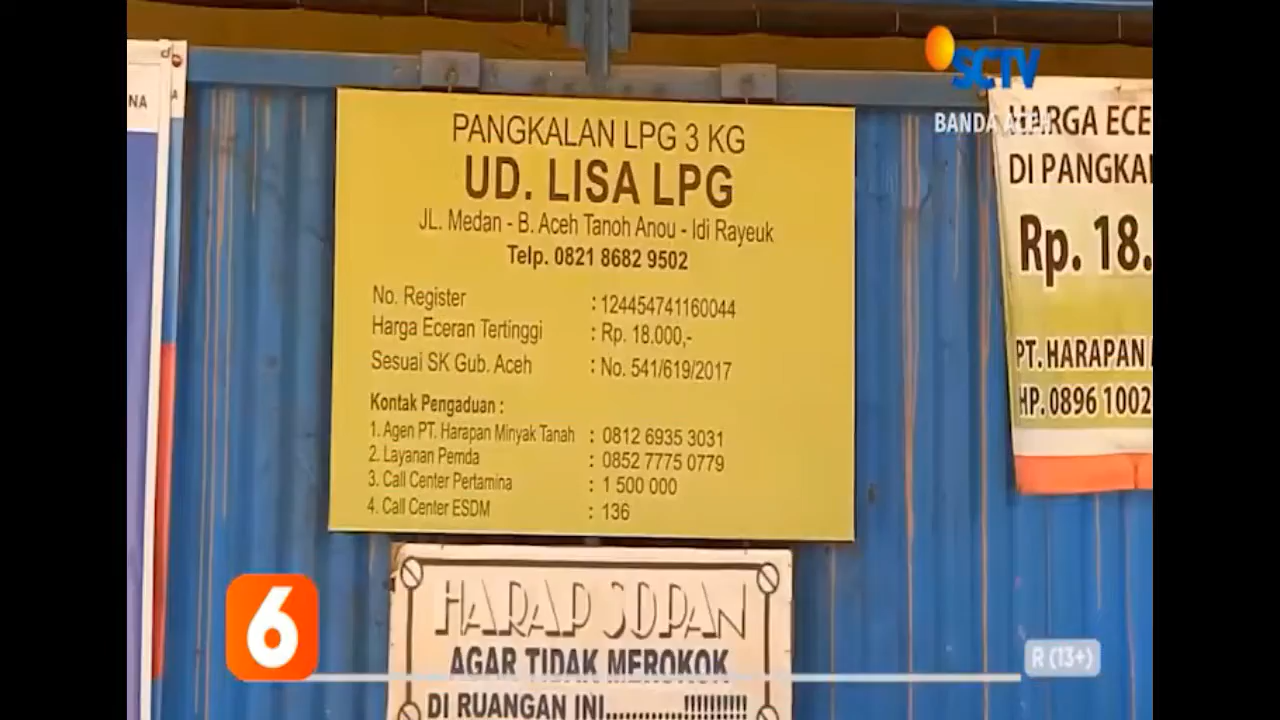 NA
A
SCTV
BANDA ACEH
PANGKALAN LPG 3 KG
UD. LISA LPG
JL. Medan - B. Aceh Tanoh Anou - Idi Rayeuk
Telp. 0821 8682 9502
No. Register : 124454741160044
Harga Eceran Tertinggi : Rp. 18.000,-
Sesuai SK Gub. Aceh : No. 541/619/2017
Kontak Pengaduan :
1. Agen PT. Harapan Minyak Tanah : 0812 6935 3031
2. Layanan Pemda : 0852 7775 0779
3. Call Center Pertamina : 1 500 000
4. Call Center ESDM : 136
HARGA ECE
DI PANGKA
Rp. 18.
PT. HARAPAN
HP. 0896 1002
HARAP SOPAN
AGAR TIDAK MEROKOK
DI RUANGAN INI..........!!!!!!!!!!
6
R (13+)